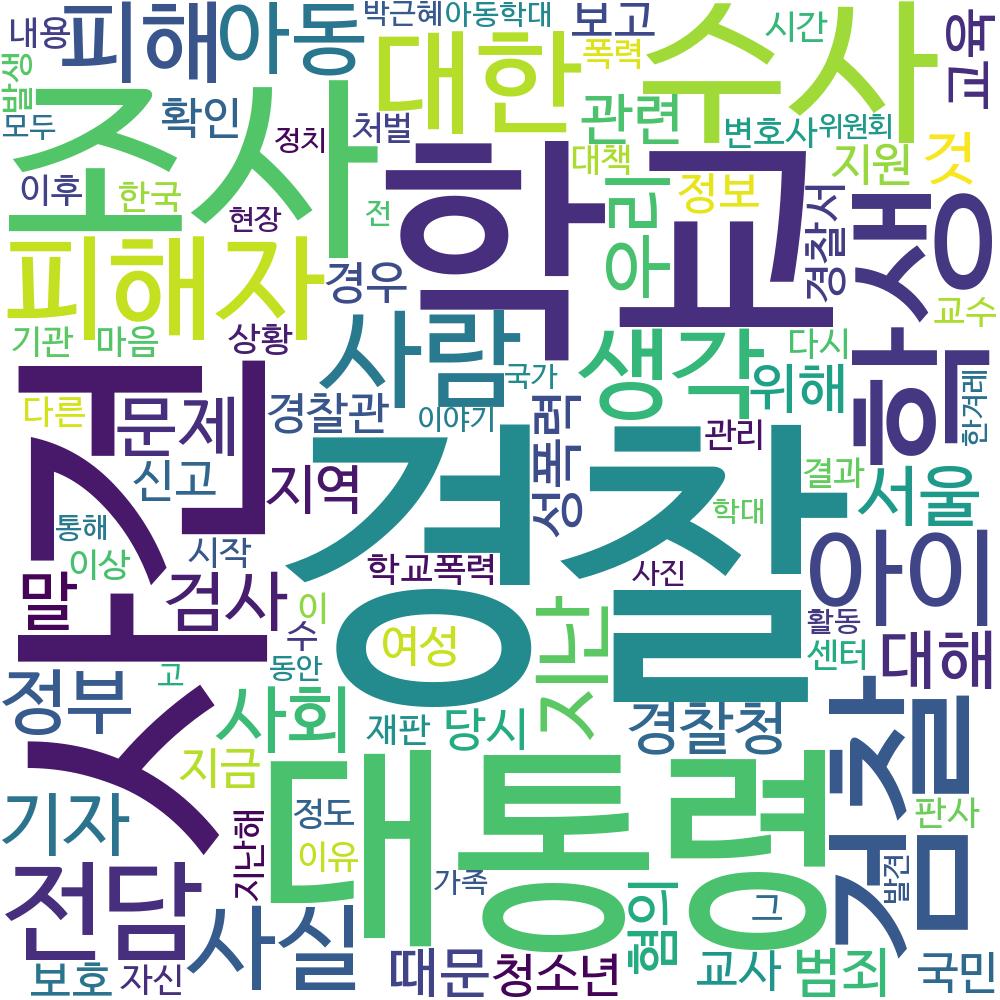 내용
피해
아동
박근혜
아동학대
보고
수사
시간
교육
발생
모두
조사
확인
정치
처벌
대한
폭력
관련
변호사
위원회
대책
지원
것
이후
한국
현장
전
학교
우리
정보
경찰서
학생
피해자
경우
기관
마음
상황
사람
국가
생각
위해
다시
교수
한겨레
사건
다른
문제
경찰관
이야기
성폭력
관리
결과
서울
신고
지역
경찰
학대
통해
이상
시작
학교폭력
사진
은의
말
검사
이
수
여성
지난
활동
센터
대해
고
동안
정부
사회
재판
당시
경찰청
검찰
지금
대통령
기자
정도
지난해
이유
판사
전담
사실
가족
혐의
그
발견
보호
자신
때문
청소년
교사
범죄
국민